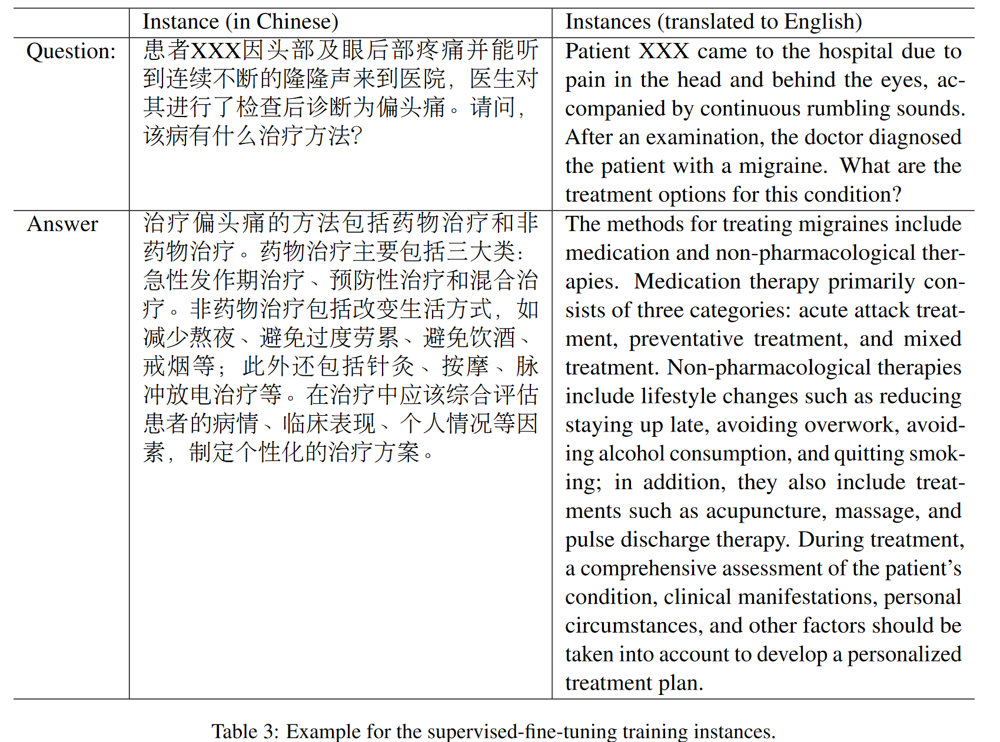 Instance (in Chinese)
Instances (translated to English)
Question:
患者XXX因头部及眼后部疼痛并能听
到连续不断的隆隆声来到医院，医生对
其进行了检查后诊断为偏头痛。请问，
该病有什么治疗方法?
Patient XXX came to the hospital due to
pain in the head and behind the eyes, ac-
companied by continuous rumbling sounds.
After an examination, the doctor diagnosed
the patient with a migraine. What are the
treatment options for this condition?
Answer
治疗偏头痛的方法包括药物治疗和非
药物治疗。药物治疗主要包括三大类：
急性发作期治疗、预防性治疗和混合治
疗。非药物治疗包括改变生活方式，如
减少熬夜、避免过度劳累、避免饮酒、
戒烟等；此外还包括针灸、按摩、脉
冲放电治疗等。在治疗中应该综合评估
患者的病情、临床表现、个人情况等因
素，制定个性化的治疗方案。
The methods for treating migraines include
medication and non-pharmacological ther-
apies. Medication therapy primarily con-
sists of three categories: acute attack treat-
ment, preventative treatment, and mixed
treatment. Non-pharmacological therapies
include lifestyle changes such as reducing
staying up late, avoiding overwork, avoid-
ing alcohol consumption, and quitting smok-
ing; in addition, they also include treat-
ments such as acupuncture, massage, and
pulse discharge therapy. During treatment,
a comprehensive assessment of the patient's
condition, clinical manifestations, personal
circumstances, and other factors should be
taken into account to develop a personalized
treatment plan.
Table 3: Example for the supervised-fine-tuning training instances.